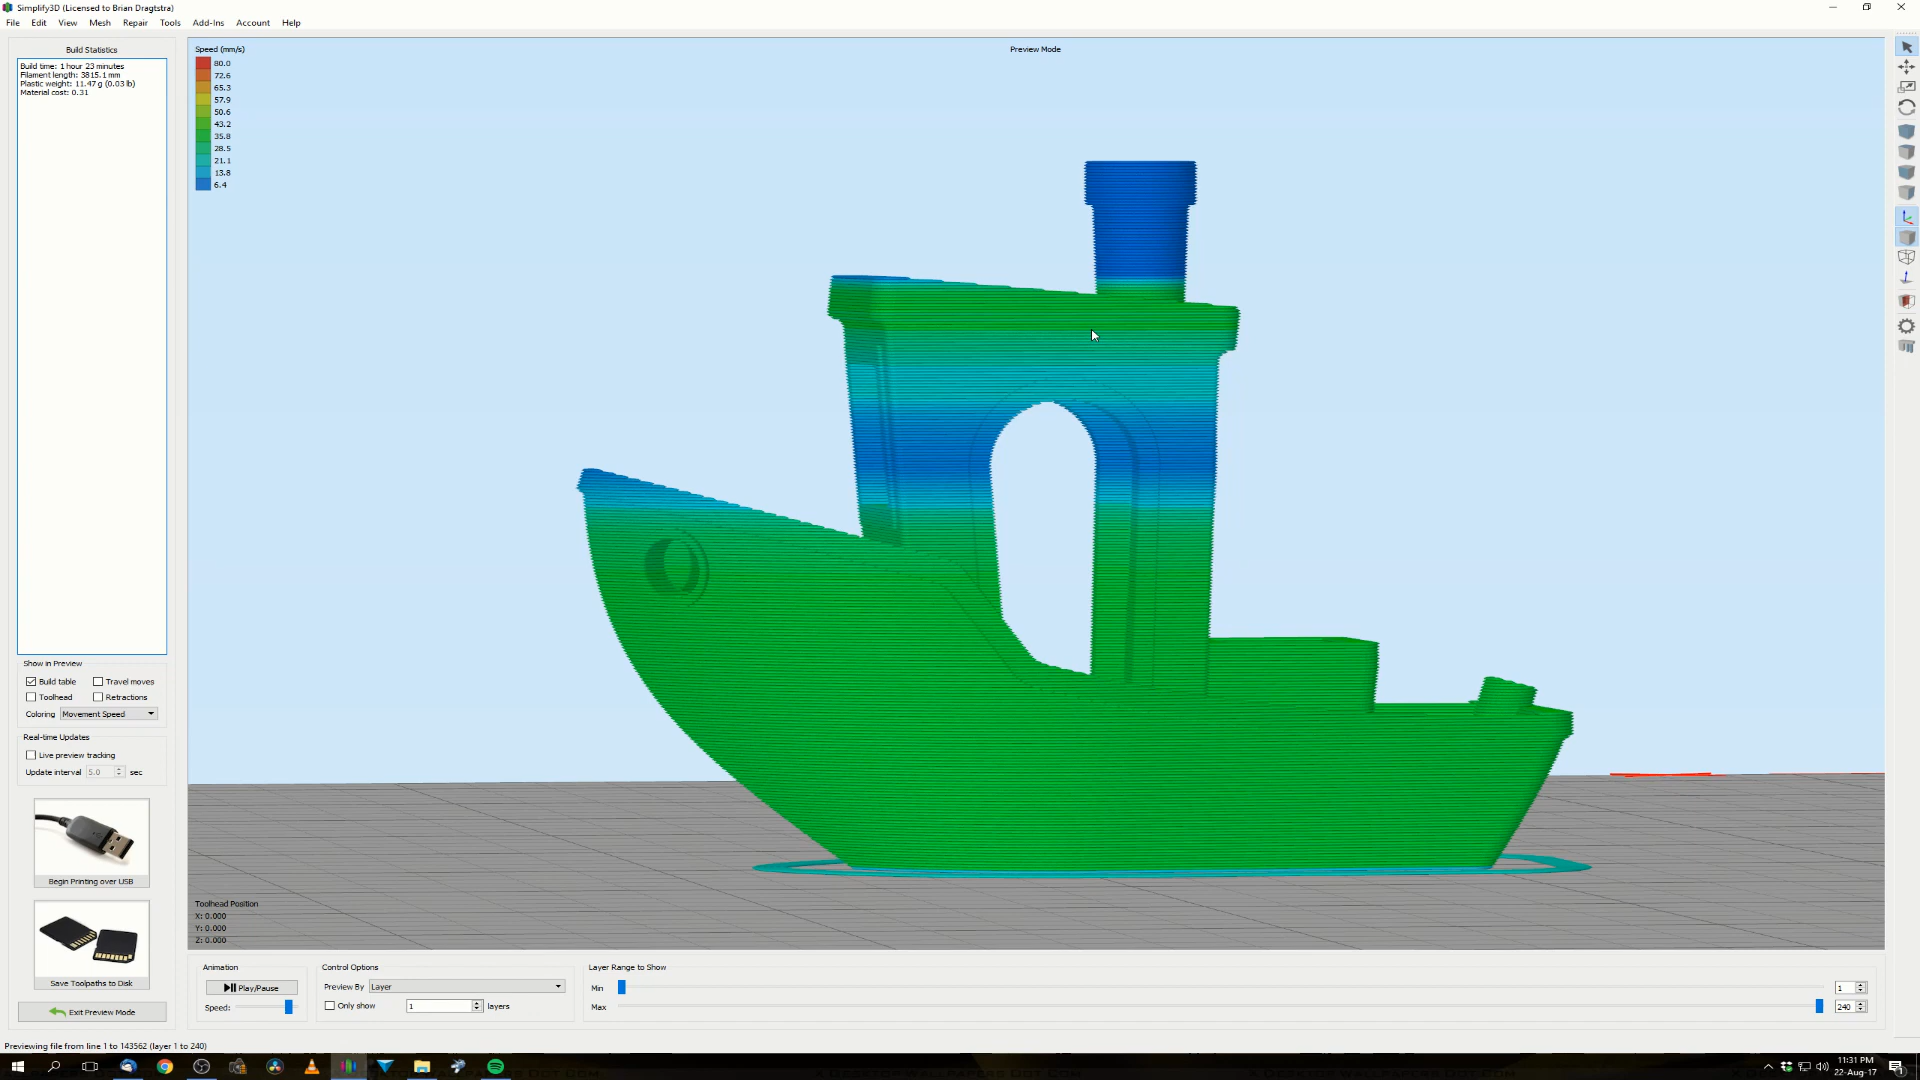 Simplify3D (Licensed to Brian Dragtstra)
File Edit View Mesh Repair Tools Add-Ins Account Help
Build Statistics
Build time: 1 hour 23 minutes
Filament length: 3815.1 mm
Plastic weight: 11.47 g (0.03 lb)
Material cost: 0.31
Speed (mm/s)
80.0
72.6
65.3
57.9
50.6
43.2
35.8
28.5
21.1
13.8
6.4
Preview Mode
Show in Preview
Build table Travel moves
Toolhead Retractions
Coloring Movement Speed
Real-time Updates
Live preview tracking
Update interval 5.0 sec
Begin Printing over USB
Save Toolpaths to Disk
Exit Preview Mode
Toolhead Position
X: 0.000
Y: 0.000
Z: 0.000
Animation
Play/Pause
Speed:
Control Options
Preview By Layer
Only show 1 layers
Layer Range to Show
Min 1
Max 240
Previewing file from line 1 to 143562 (layer 1 to 240)
11:31 PM
22-Aug-17